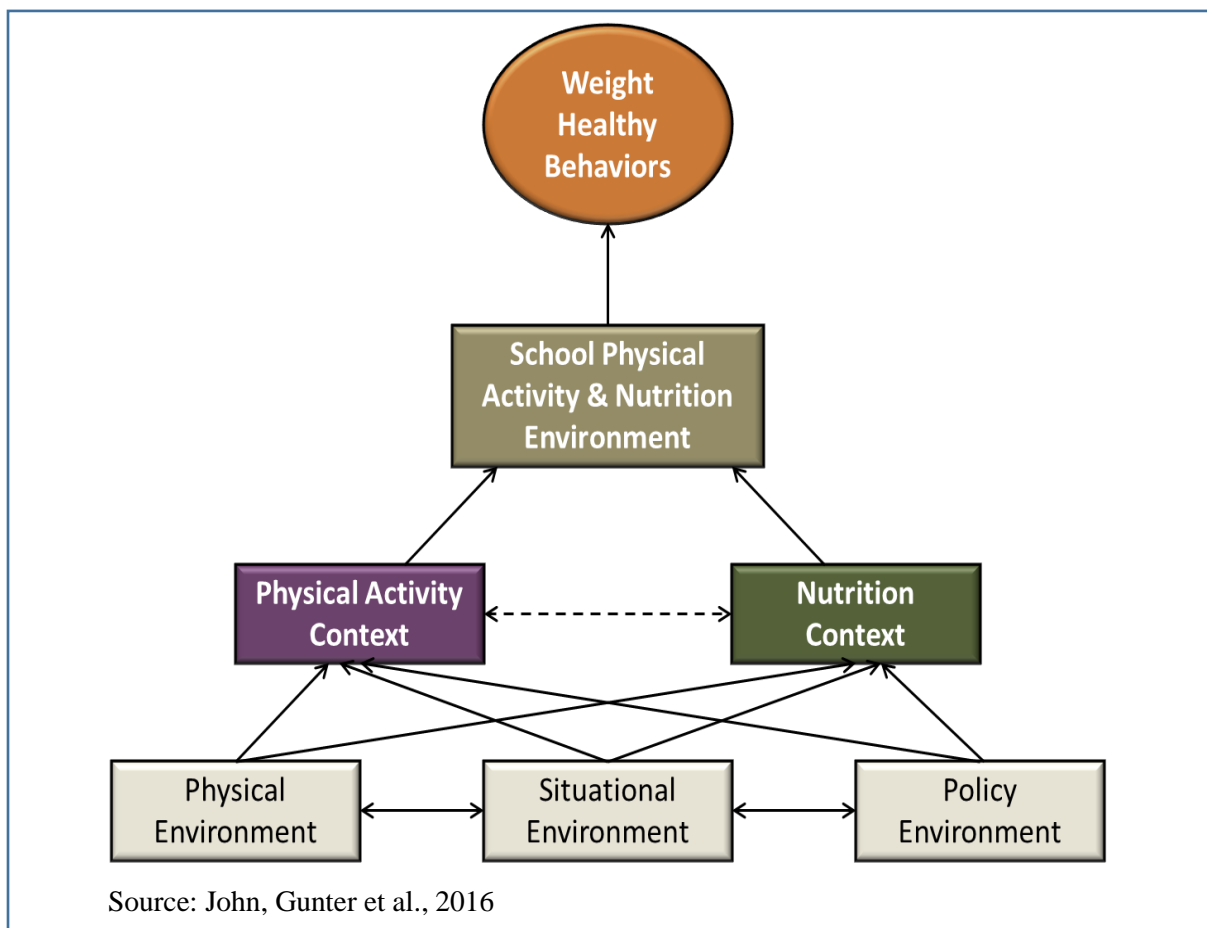 Weight
Healthy
Behaviors
School Physical
Activity & Nutrition
Environment
Physical Activity
Context
Nutrition
Context
Physical
Environment
Situational
Environment
Policy
Environment
Source: John, Gunter et al., 2016